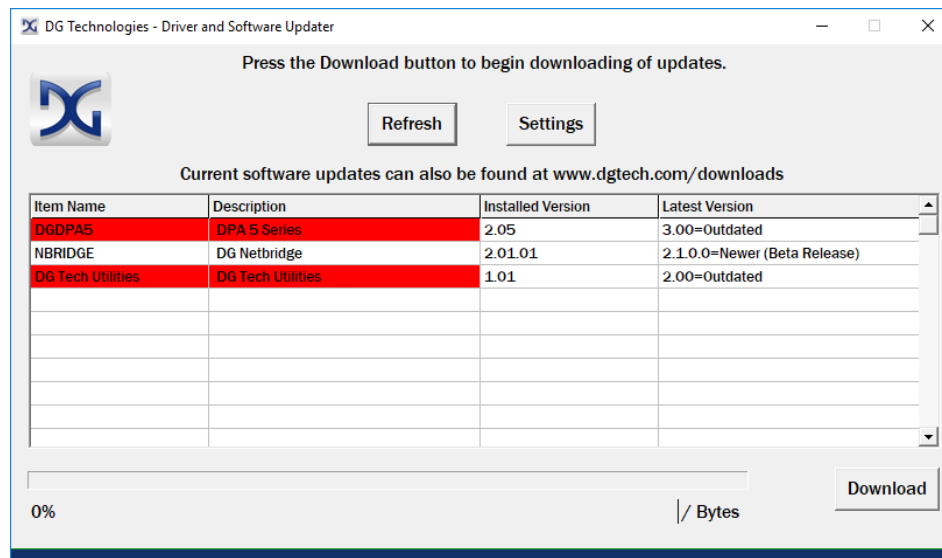 DG Technologies - Driver and Software Updater
Press the Download button to begin downloading of updates.
DG
Refresh Settings
Current software updates can also be found at www.dgtech.com/downloads
Item Name Description Installed Version Latest Version
DGDPA5 DPA 5 Series 2.05 3.00=Outdated
NBRIDGE DG Netbridge 2.01.01 2.1.0.0=Newer (Beta Release)
DG Tech Utilities DG Tech Utilities 1.01 2.00=Outdated
Download
0% / Bytes